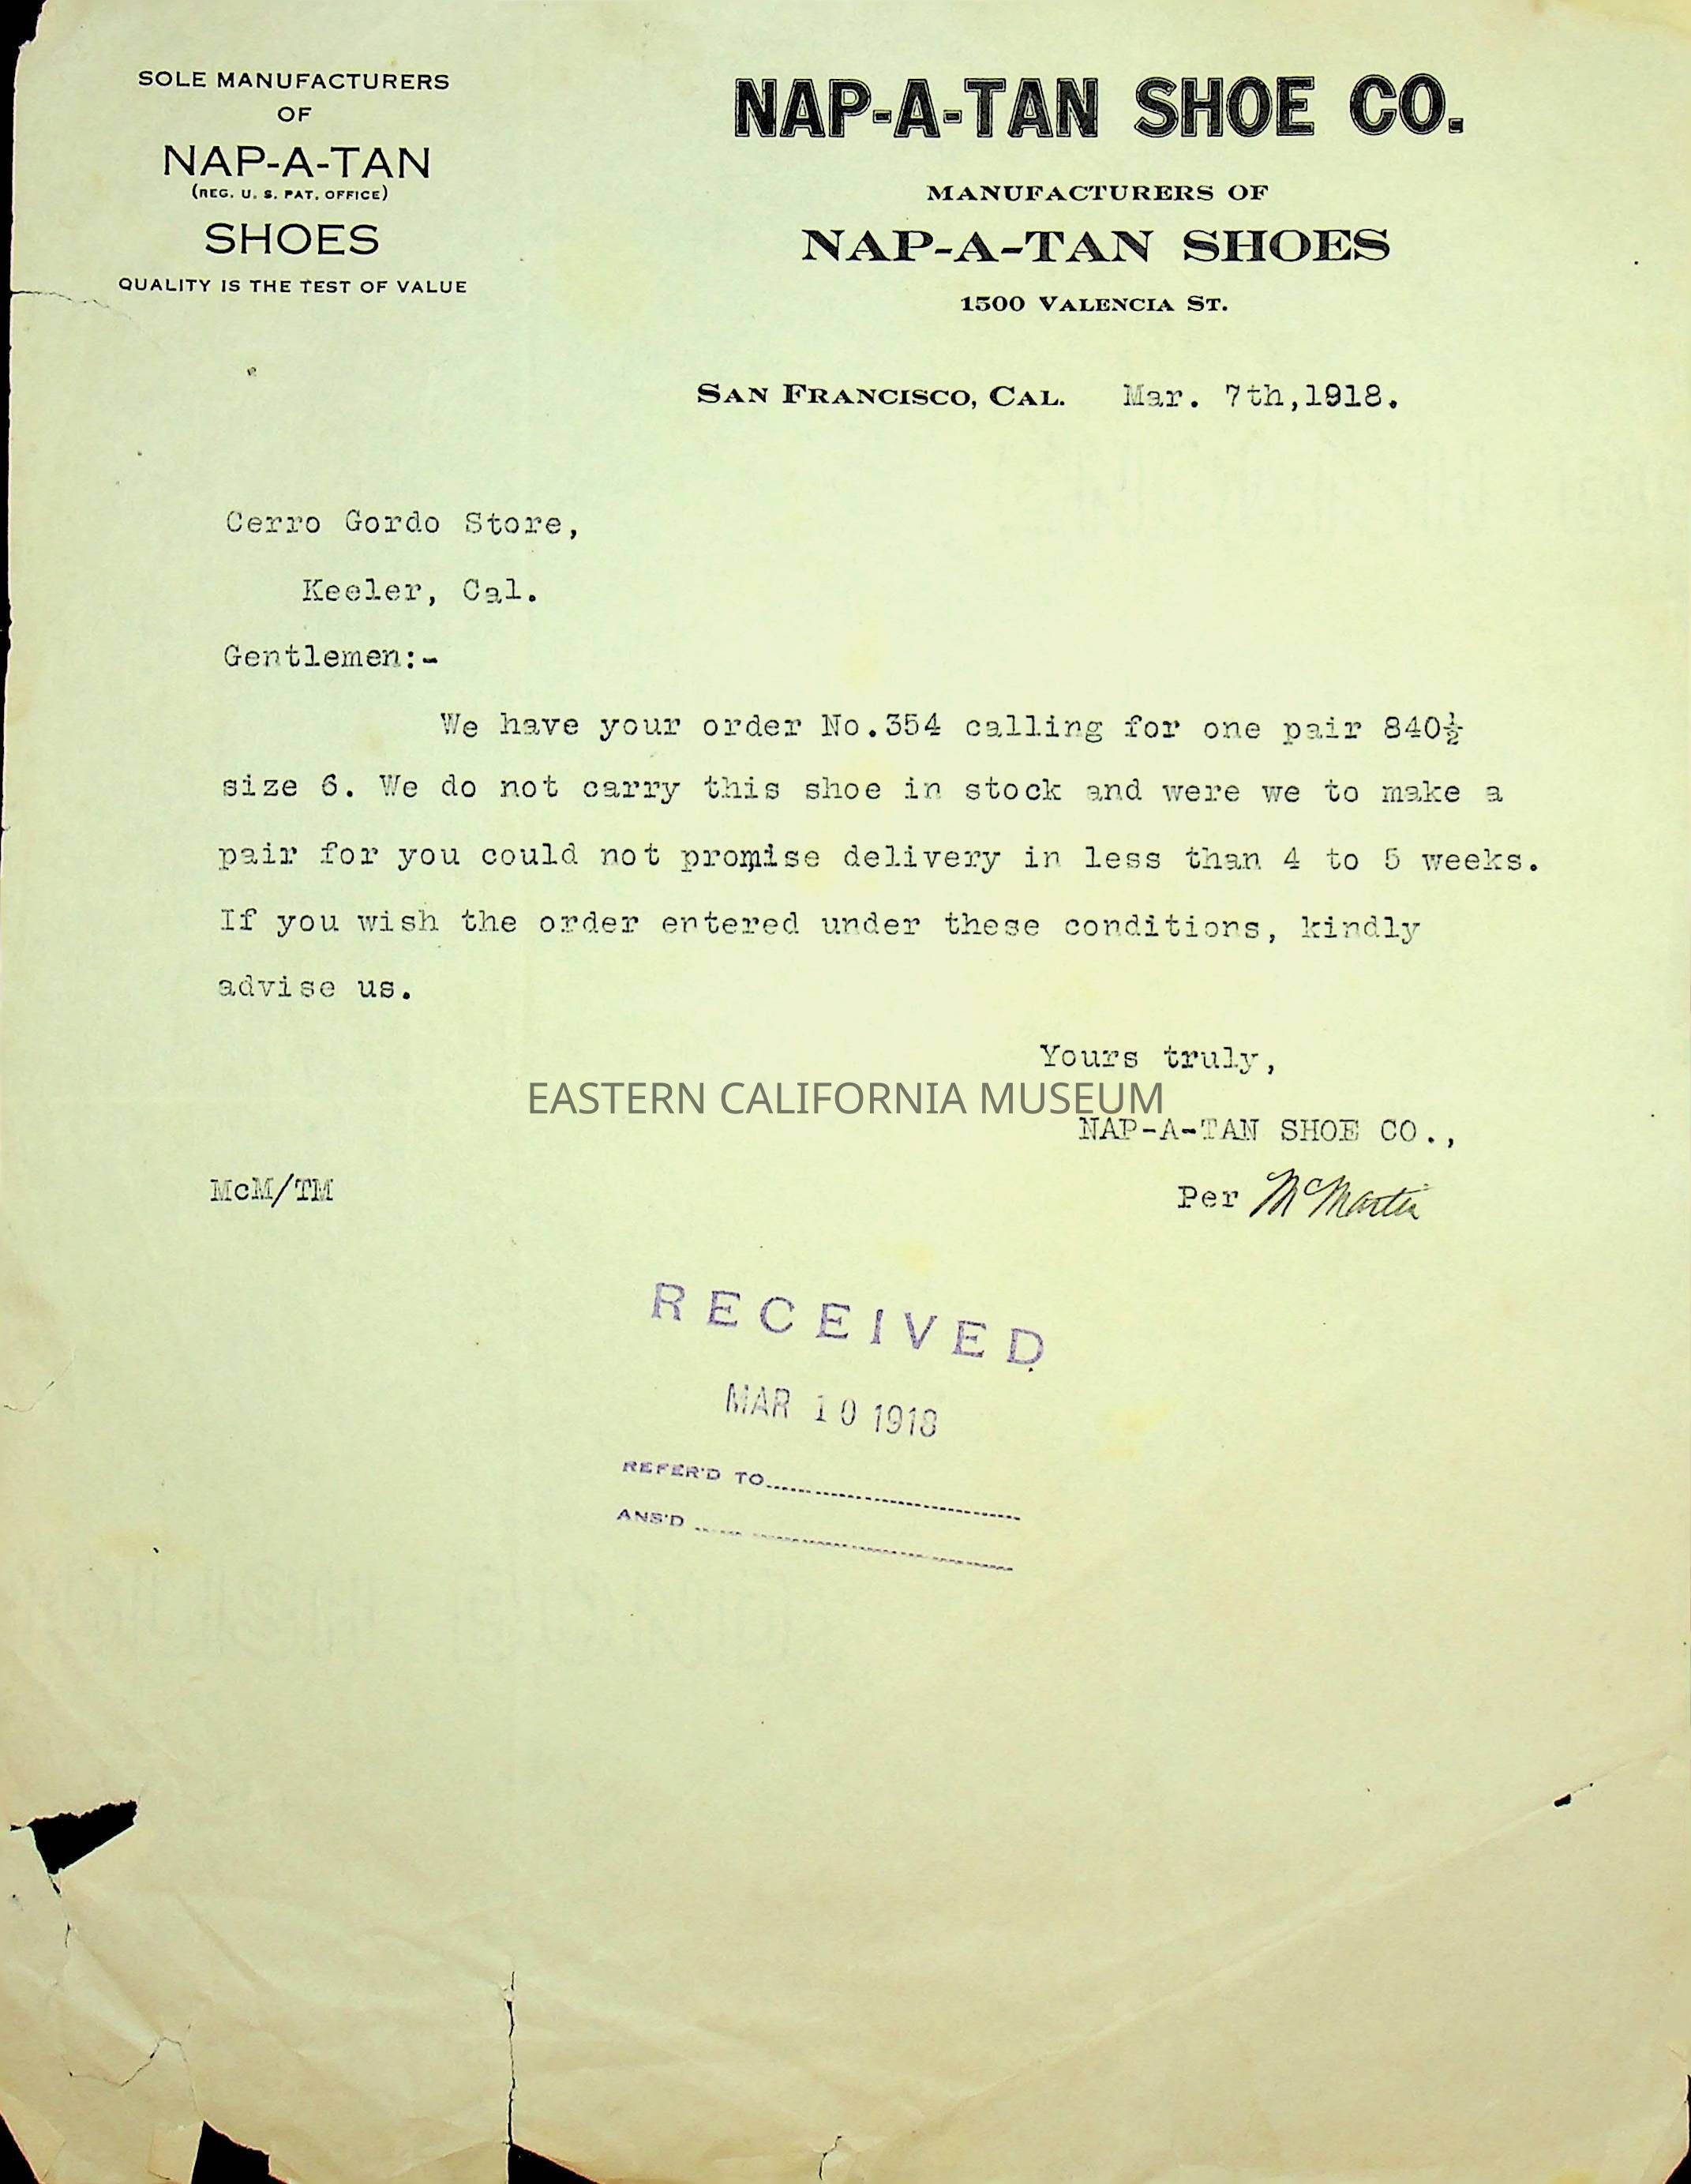 SOLE MANUFACTURERS
OF
NAP-A-TAN
(REG. U. S. PAT. OFFICE)
SHOES
QUALITY IS THE TEST OF VALUE
NAP-A-TAN SHOE CO.
MANUFACTURERS OF
NAP-A-TAN SHOES
1500 VALENCIA ST.
SAN FRANCISCO, CAL. Mar. 7th,1918.
Cerro Gordo Store,
Keeler, Cal.
Gentlemen:-
We have your order No.354 calling for one pair 840½
size 6. We do not carry this shoe in stock and were we to make a
pair for you could not promise delivery in less than 4 to 5 weeks.
If you wish the order entered under these conditions, kindly
advise us.
Yours truly,
EASTERN CALIFORNIA MUSEUM
NAP-A-TAN SHOE CO.,
McM/TM
Per McMartin
RECEIVED
MAR 10 1918
REFER'D TO
ANS'D